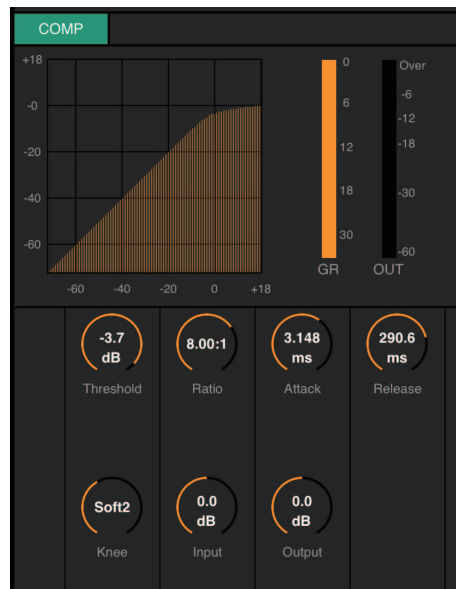 COMP
+18
-0
-20
-40
-60
-60 -40 -20 0 +18
0
6
12
18
30
GR
Over
-6
-12
-18
-30
-60
OUT
-3.7
dB
Threshold
8.00:1
Ratio
3.148
ms
Attack
290.6
ms
Release
Soft2
Knee
0.0
dB
Input
0.0
dB
Output